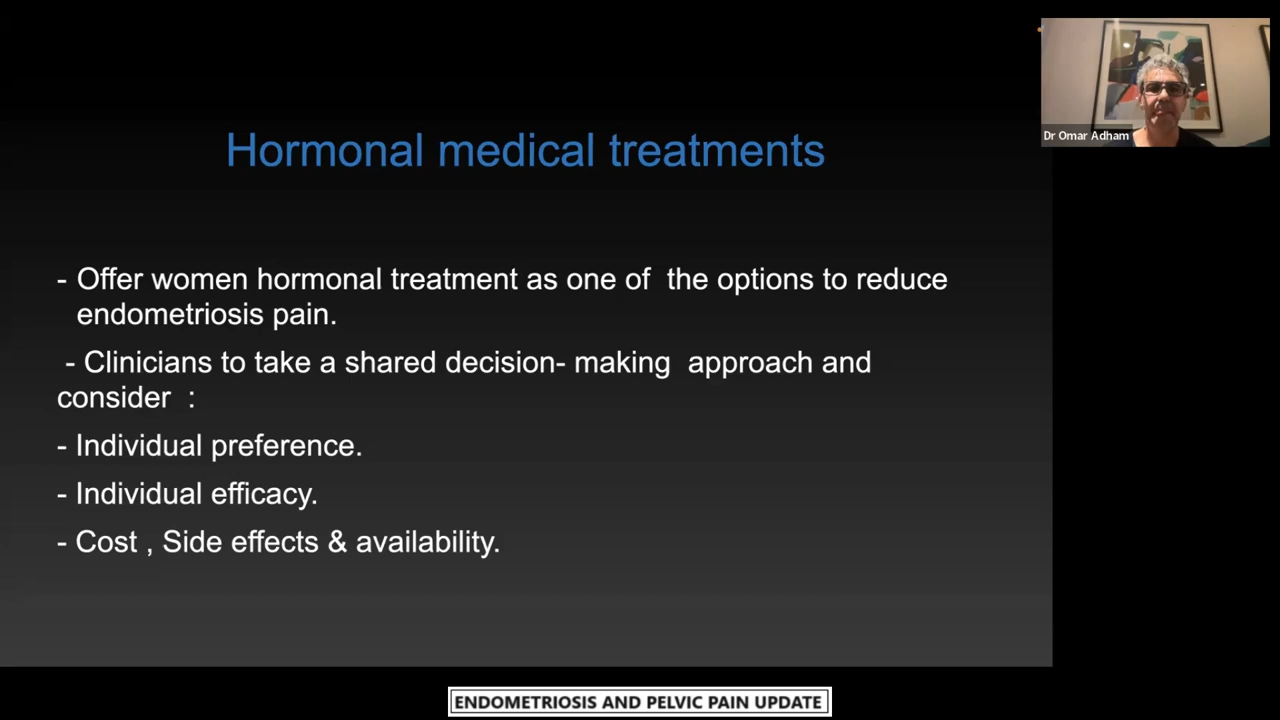 Dr Omar Adham
Hormonal medical treatments
- Offer women hormonal treatment as one of  the options to reduce
endometriosis pain.
- Clinicians to take a shared decision- making  approach and
consider  :
- Individual preference.
- Individual efficacy.
- Cost , Side effects & availability.
ENDOMETRIOSIS AND PELVIC PAIN UPDATE